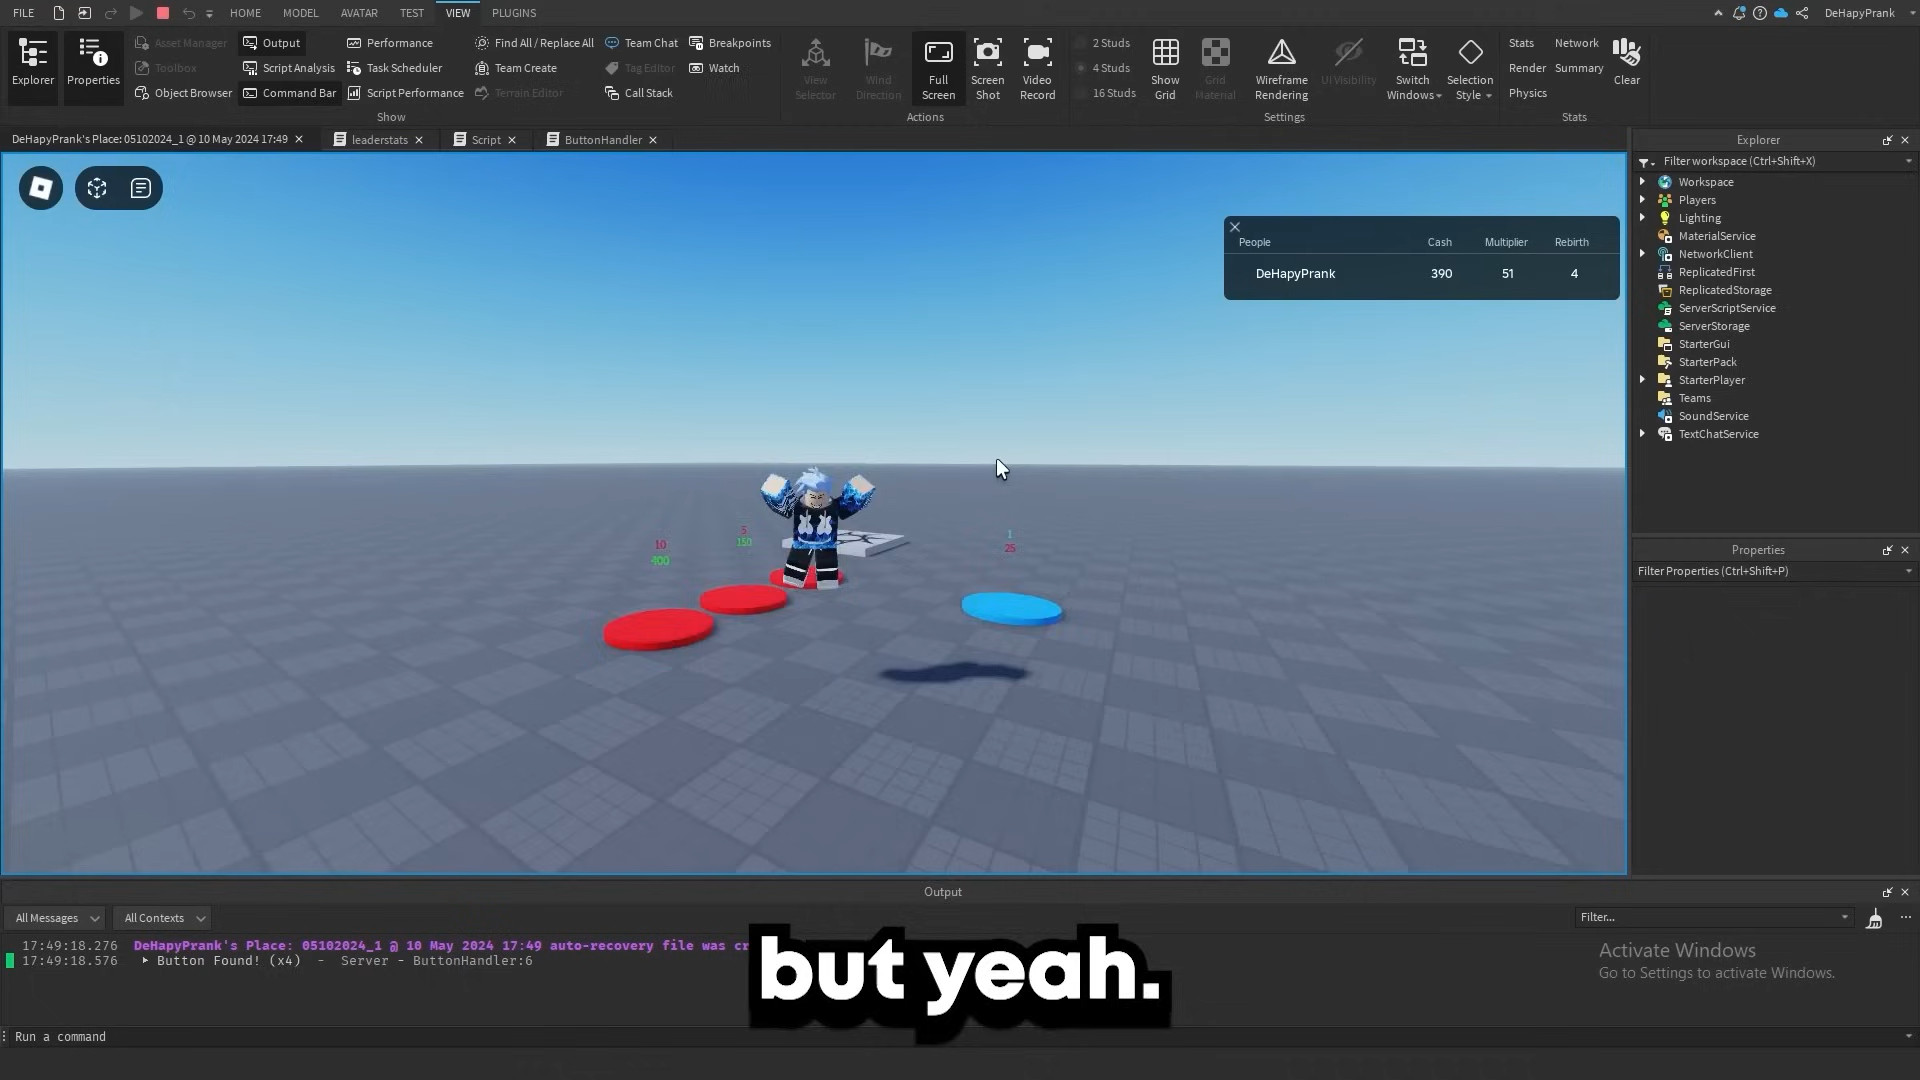 FILE
HOME
MODEL
AVATAR
TEST
VIEW
PLUGINS
DeHapyPrank
Explorer
Properties
Asset Manager
Toolbox
Object Browser
Output
Script Analysis
Command Bar
Performance
Task Scheduler
Script Performance
Find All / Replace All
Team Create
Terrain Editor
Team Chat
Tag Editor
Call Stack
Breakpoints
Watch
Show
View
Selector
Wind
Direction
Full
Screen
Screen
Shot
Video
Record
Actions
2 Studs
4 Studs
16 Studs
Show
Grid
Grid
Material
Wireframe
Rendering
UI Visibility
Switch
Windows
Selection
Style
Settings
Stats
Render
Physics
Network
Summary
Clear
Stats
DeHapyPrank's Place: 05102024_1 @ 10 May 2024 17:49
leaderstats
Script
ButtonHandler
People Cash Multiplier Rebirth
DeHapyPrank 390 51 4
10
400
5
150
1
25
Explorer
Filter workspace (Ctrl+Shift+X)
Workspace
Players
Lighting
MaterialService
NetworkClient
ReplicatedFirst
ReplicatedStorage
ServerScriptService
ServerStorage
StarterGui
StarterPack
StarterPlayer
Teams
SoundService
TextChatService
Properties
Filter Properties (Ctrl+Shift+P)
Output
All Messages
All Contexts
Filter...
17:49:18.276 DeHapyPrank's Place: 05102024_1 @ 10 May 2024 17:49 auto-recovery file was cr
17:49:18.576 Button Found! (x4) - Server - ButtonHandler:6
but yeah.
Activate Windows
Go to Settings to activate Windows.
Run a command